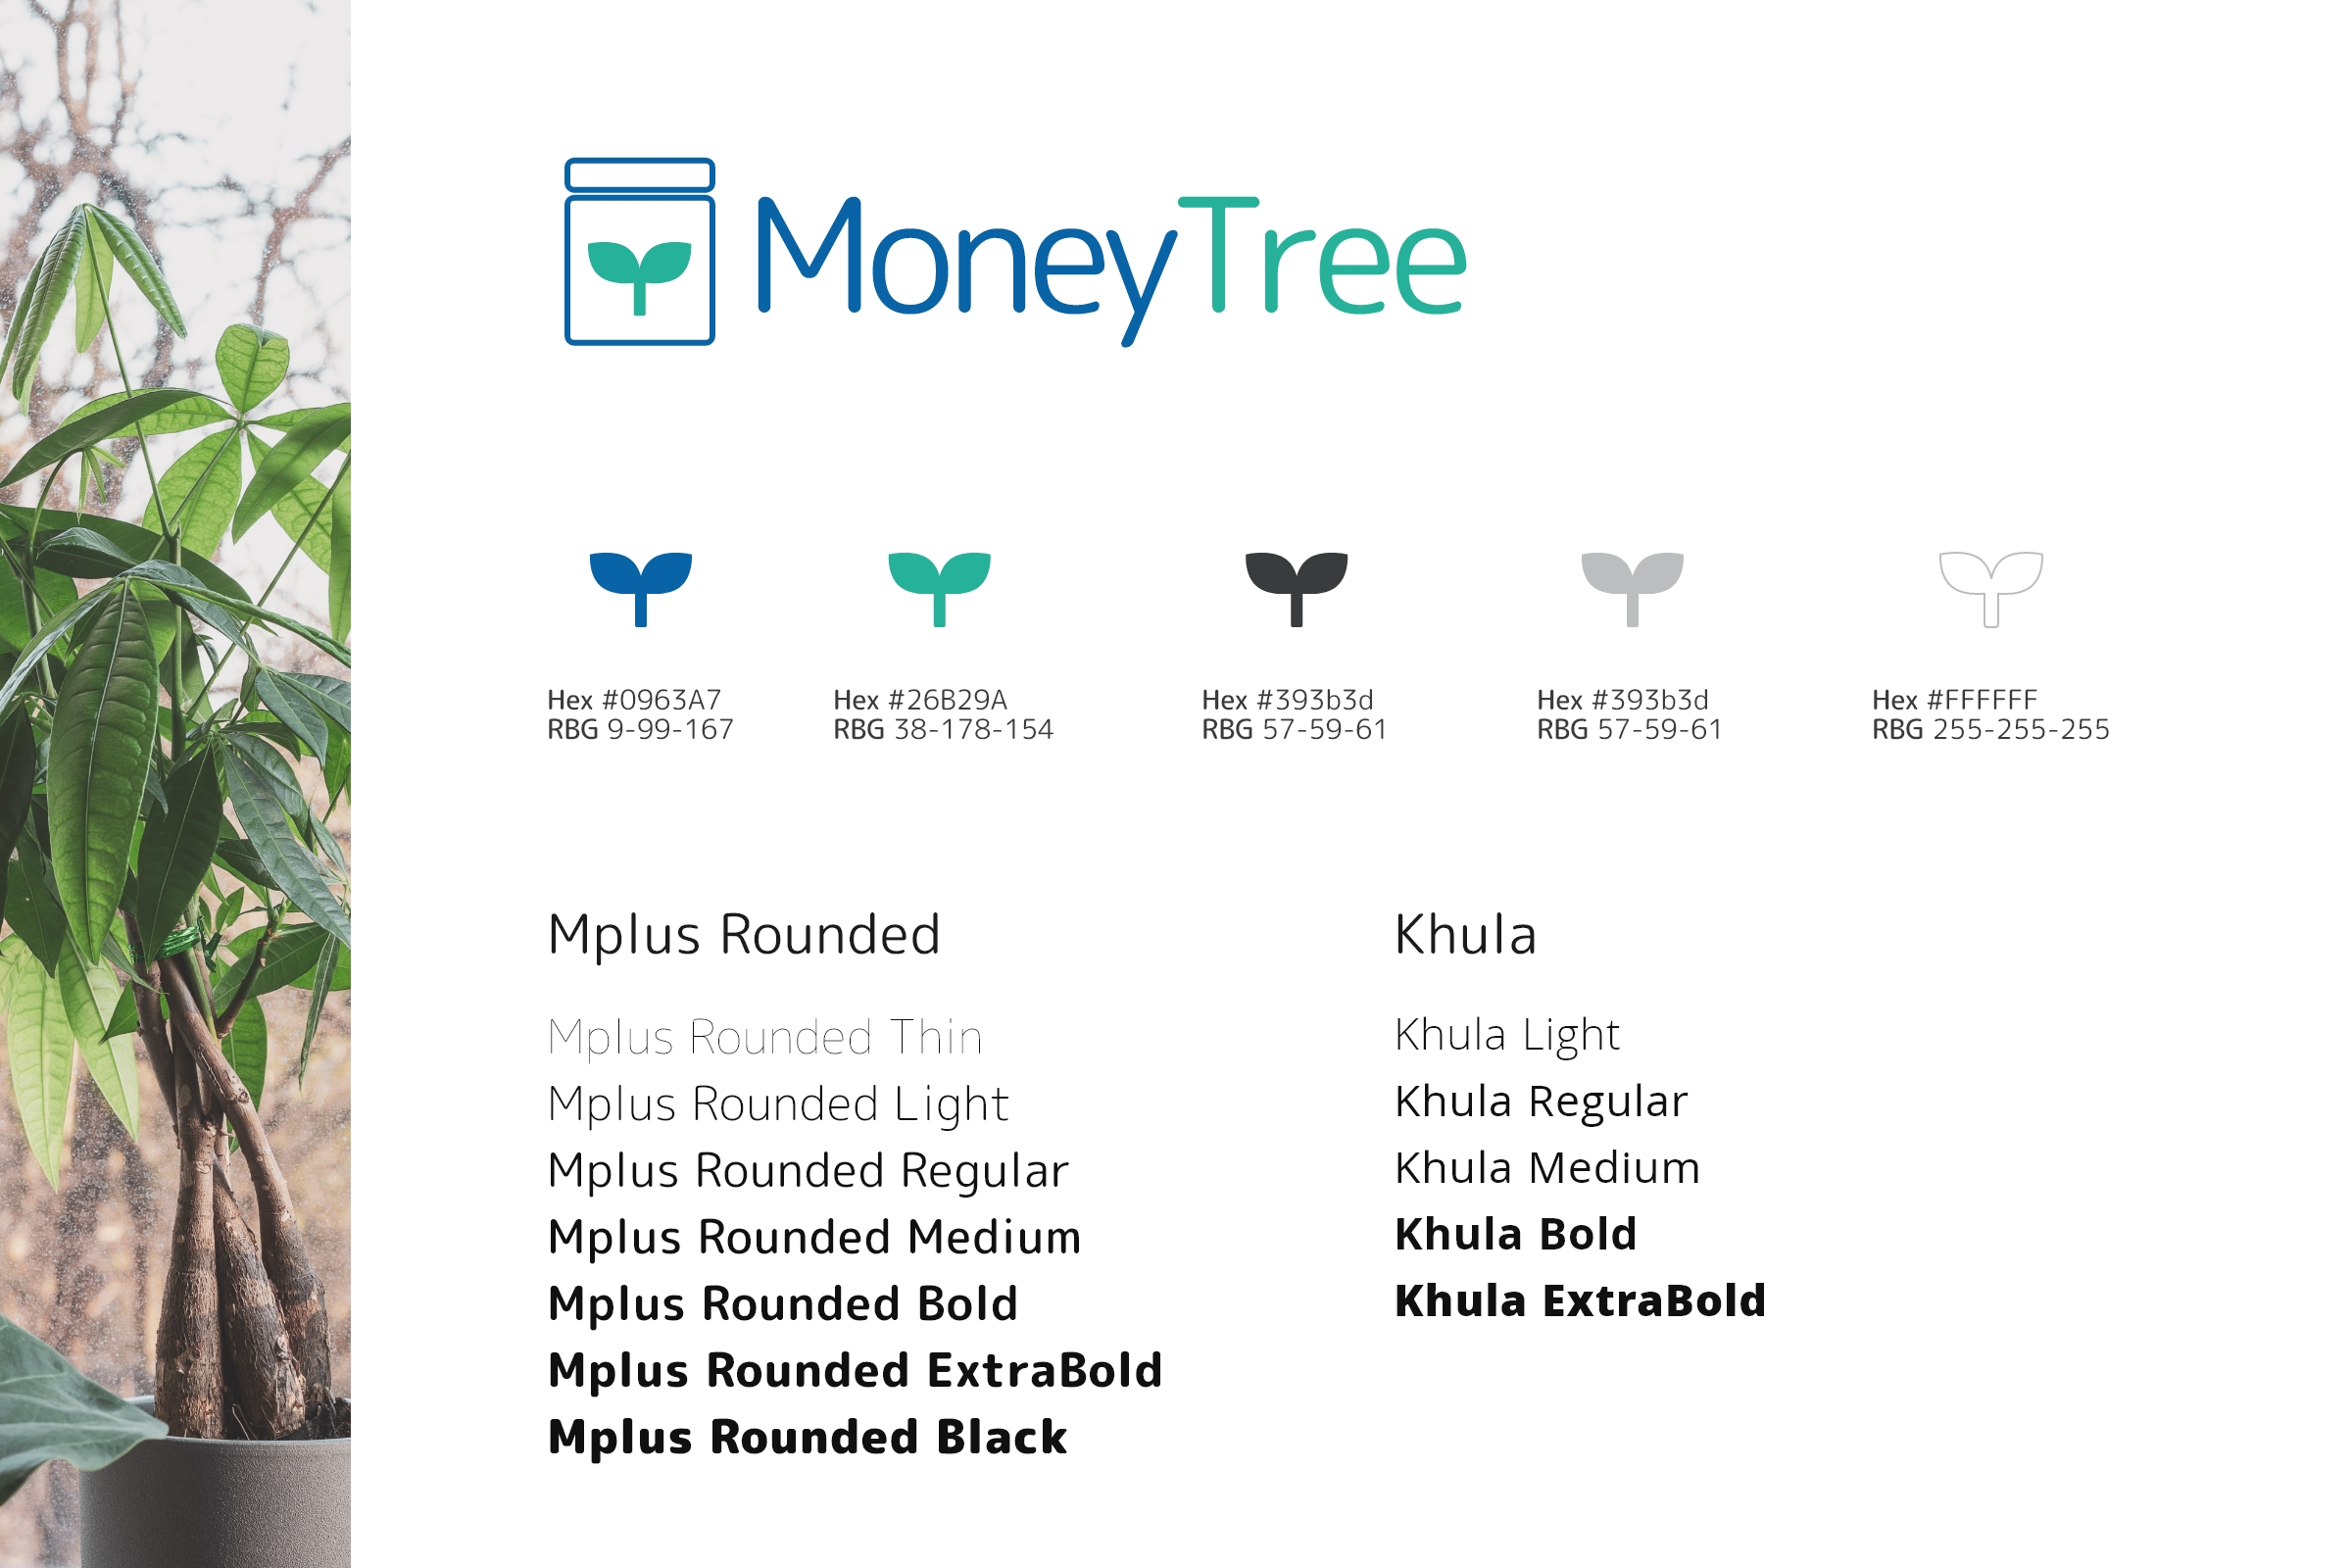 MoneyTree
Hex #0963A7
RBG 9-99-167
Hex #26B29A
RBG 38-178-154
Hex #393b3d
RBG 57-59-61
Hex #393b3d
RBG 57-59-61
Hex #FFFFFF
RBG 255-255-255
Mplus Rounded
Mplus Rounded Thin
Mplus Rounded Light
Mplus Rounded Regular
Mplus Rounded Medium
Mplus Rounded Bold
Mplus Rounded ExtraBold
Mplus Rounded Black
Khula
Khula Light
Khula Regular
Khula Medium
Khula Bold
Khula ExtraBold